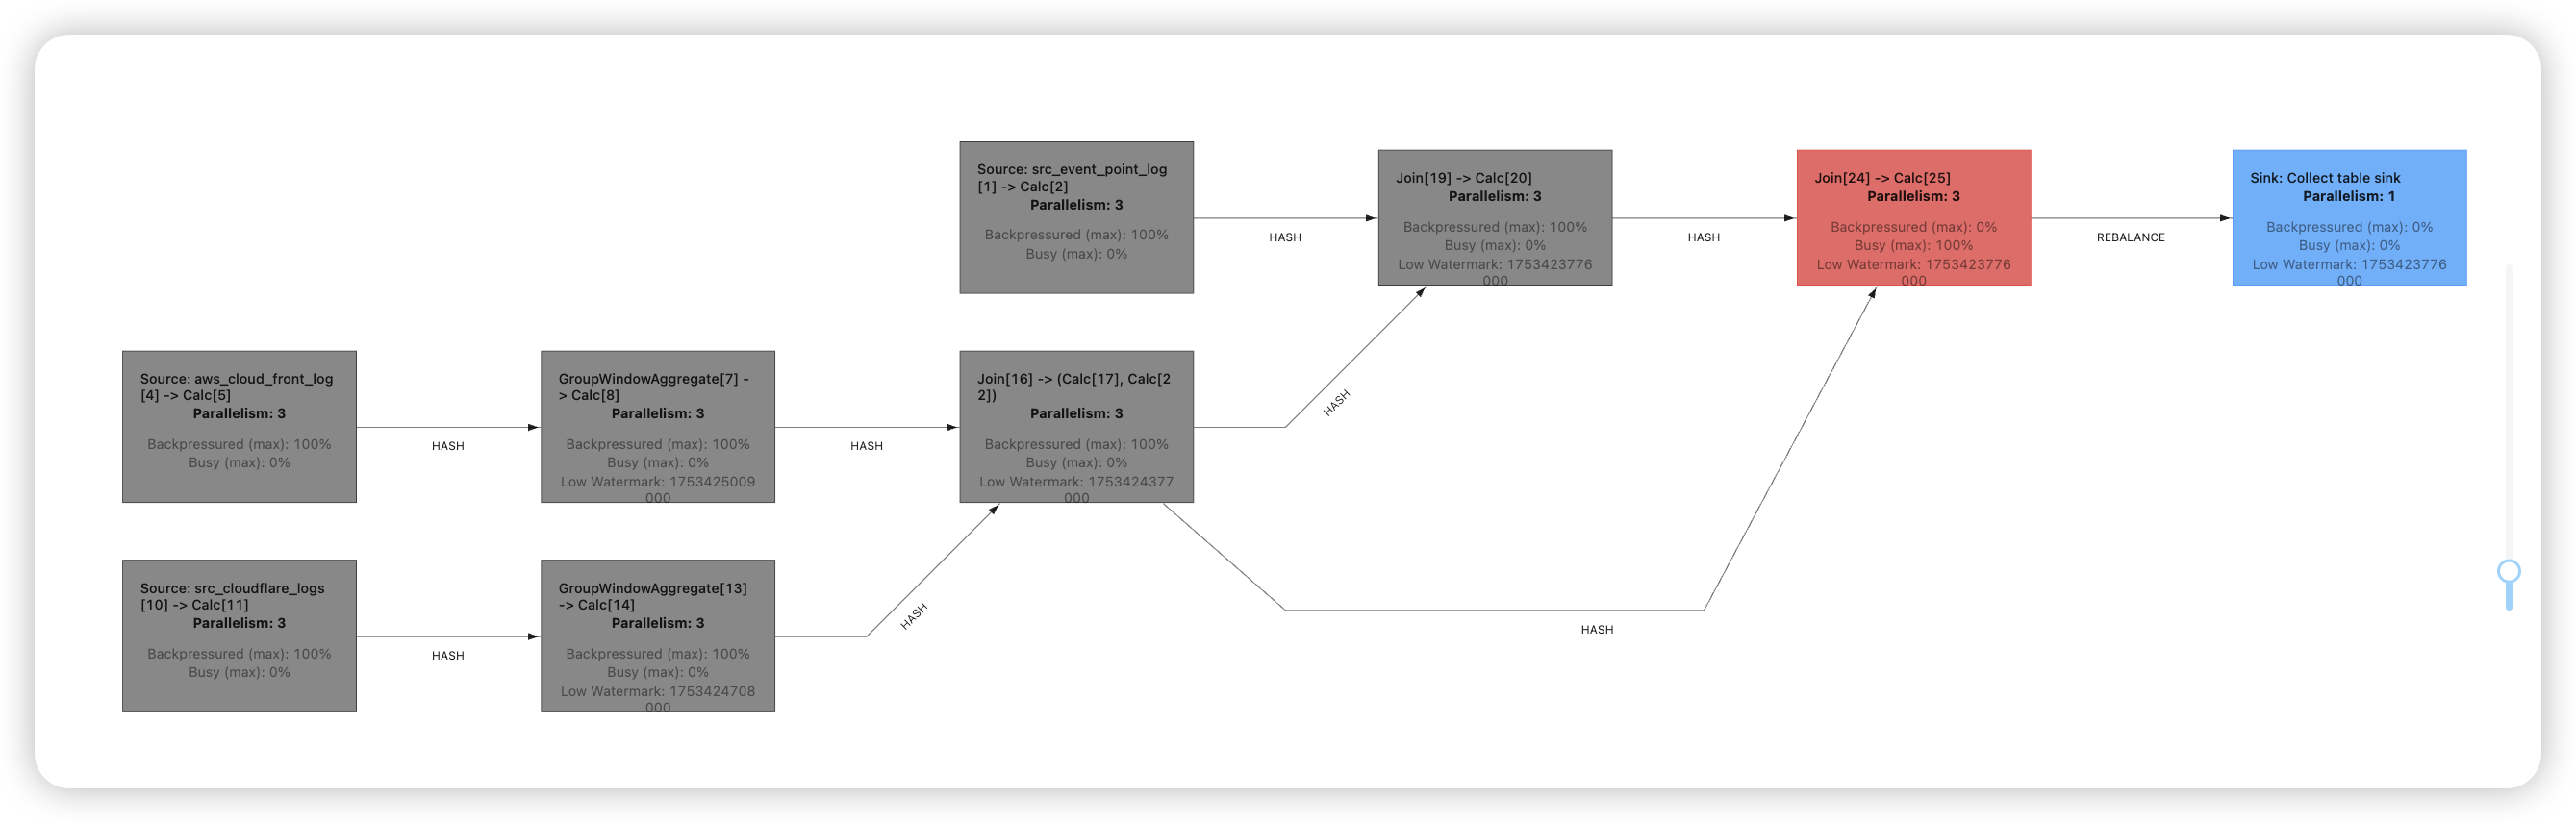 Source: src_event_point_log
[1] -> Calc[2]
Parallelism: 3
Backpressured (max): 100%
Busy (max): 0%
HASH
Join[19] -> Calc[20]
Parallelism: 3
Backpressured (max): 100%
Busy (max): 0%
Low Watermark: 1753423776
000
HASH
Join[24] -> Calc[25]
Parallelism: 3
Backpressured (max): 0%
Busy (max): 100%
Low Watermark: 1753423776
000
REBALANCE
Sink: Collect table sink
Parallelism: 1
Backpressured (max): 0%
Busy (max): 0%
Low Watermark: 1753423776
000
Source: aws_cloud_front_log
[4] -> Calc[5]
Parallelism: 3
Backpressured (max): 100%
Busy (max): 0%
HASH
GroupWindowAggregate[7] -
> Calc[8]
Parallelism: 3
Backpressured (max): 100%
Busy (max): 0%
Low Watermark: 1753425009
000
HASH
Join[16] -> (Calc[17], Calc[2
2])
Parallelism: 3
Backpressured (max): 100%
Busy (max): 0%
Low Watermark: 1753424377
000
HASH
Source: src_cloudflare_logs
[10] -> Calc[11]
Parallelism: 3
Backpressured (max): 100%
Busy (max): 0%
HASH
GroupWindowAggregate[13]
-> Calc[14]
Parallelism: 3
Backpressured (max): 100%
Busy (max): 0%
Low Watermark: 1753424708
000
HASH
HASH